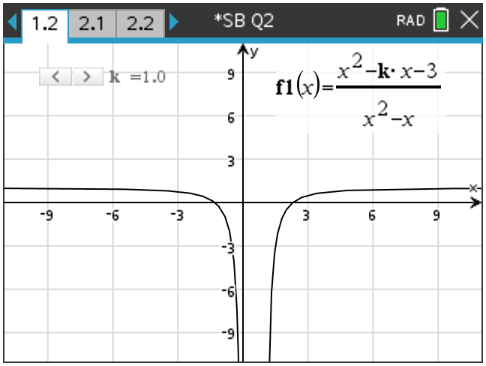 1.2 2.1 2.2 *SB Q2 RAD
y
k =1.0
f1(x)=(x²-k·x-3)/(x²-x)
9
6
3
x
-9 -6 -3 3 6 9
-3
-6
-9